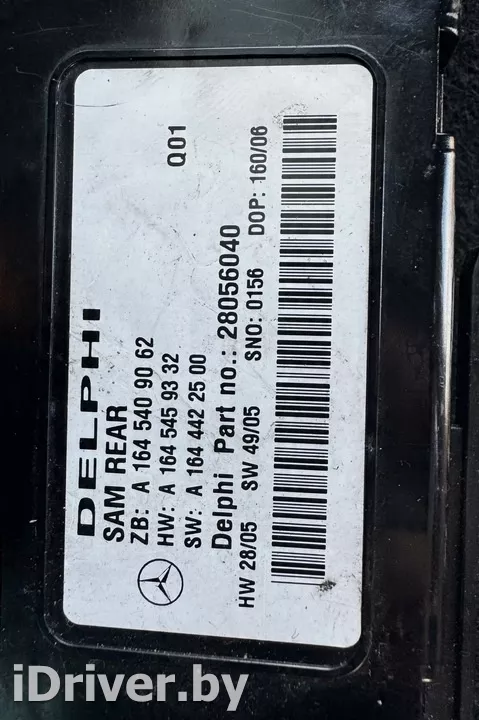 DELPHI
SAM REAR
ZB: A 164 540 90 62
HW: A 164 545 93 32 Q01
SW: A 164 442 25 00
Delphi Part no.: 28056040
HW 28/05 SW 49/05 SNO: 0156 DOP: 160/06
iDriver.by